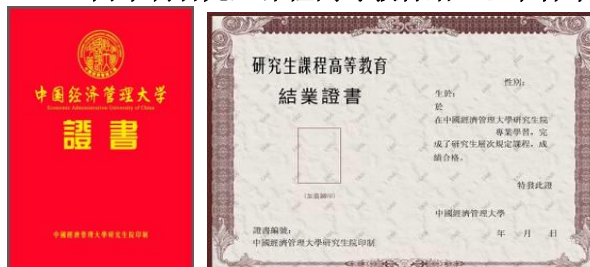 中国经济管理大学
Economic Administration University of China
證 書
中國經濟管理大學研究生院印製
研究生課程高等教育
結業證書
性別:
生於:
於
在中國經濟管理大學研究生院
專業學習,完
成了研究生層次規定課程,成
績合格。
特發此證
中國經濟管理大學
年 月 日
證書編號:
中國經濟管理大學研究生院印制